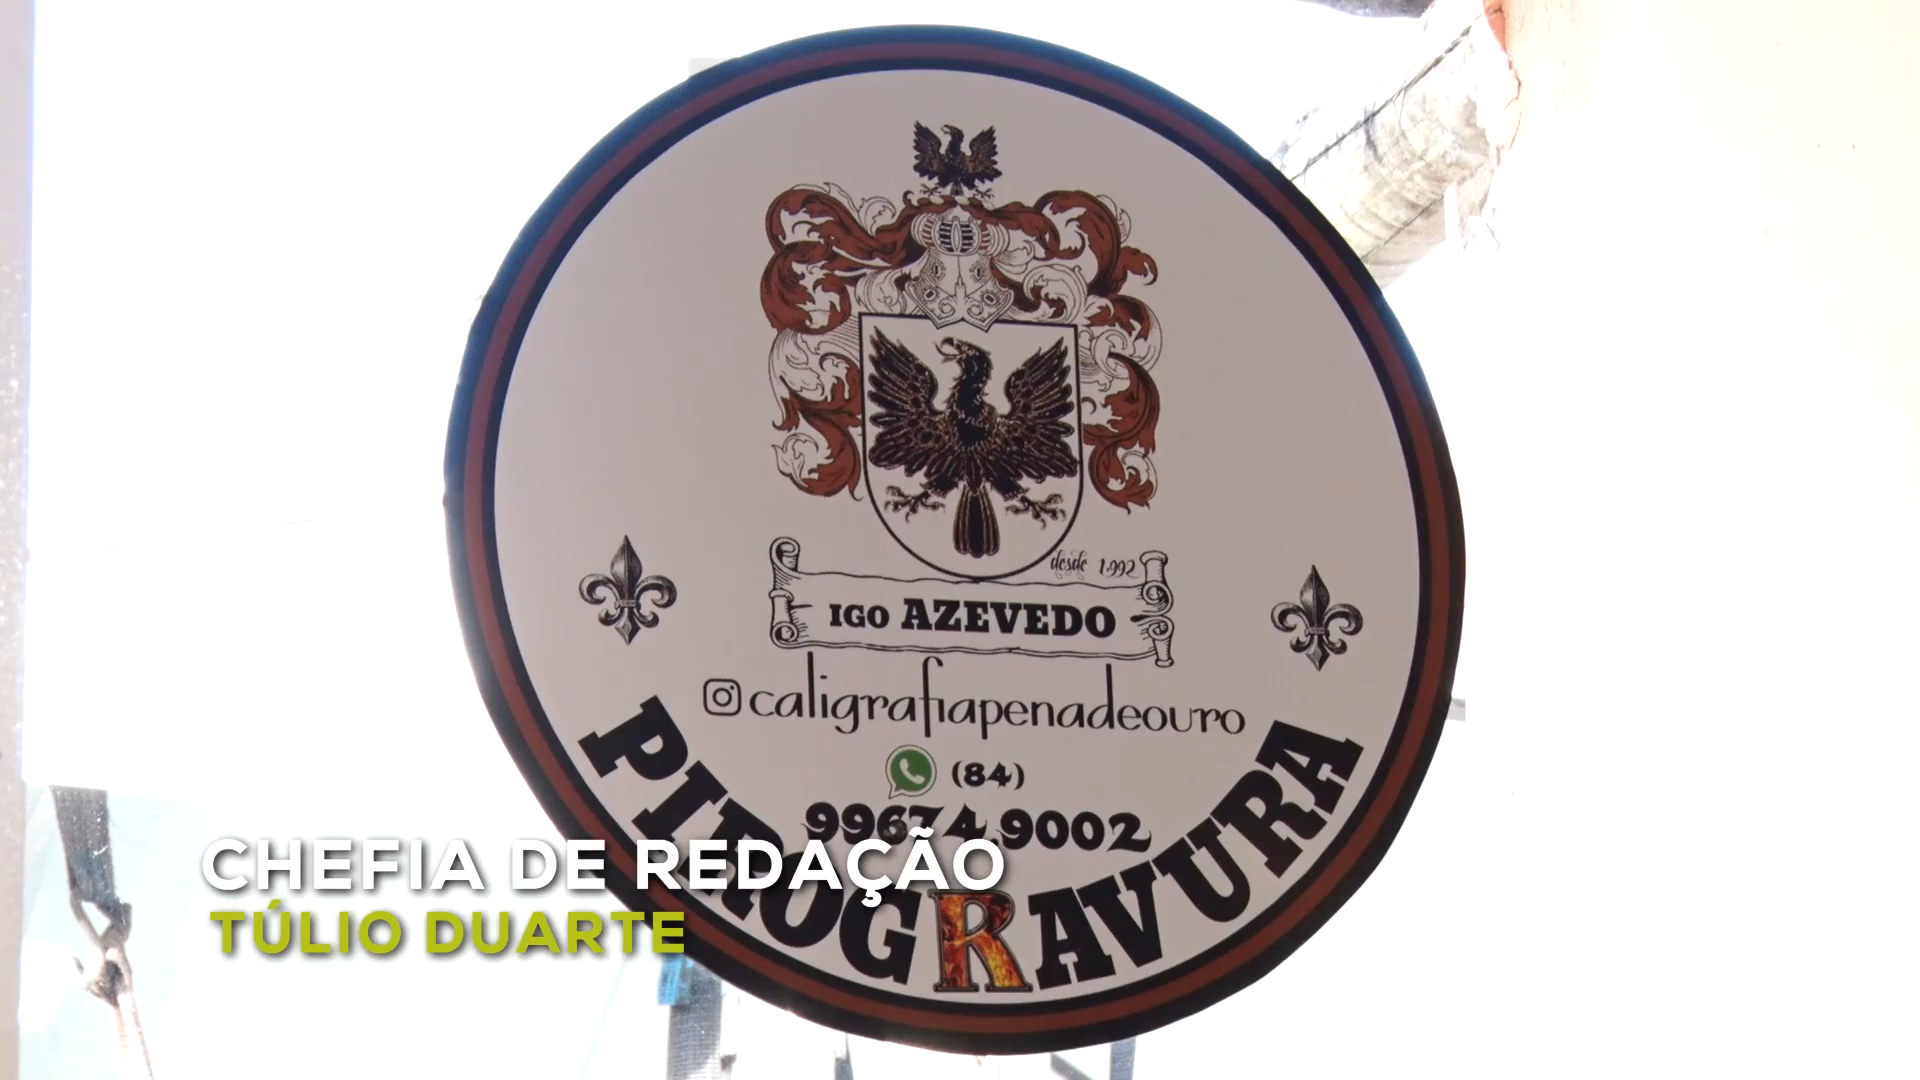 desde 1.992
IGO AZEVEDO
caligrafiapenadeouro
(84)
99674.9002
PIROGRAVURA
CHEFIA DE REDAÇÃO
TÚLIO DUARTE